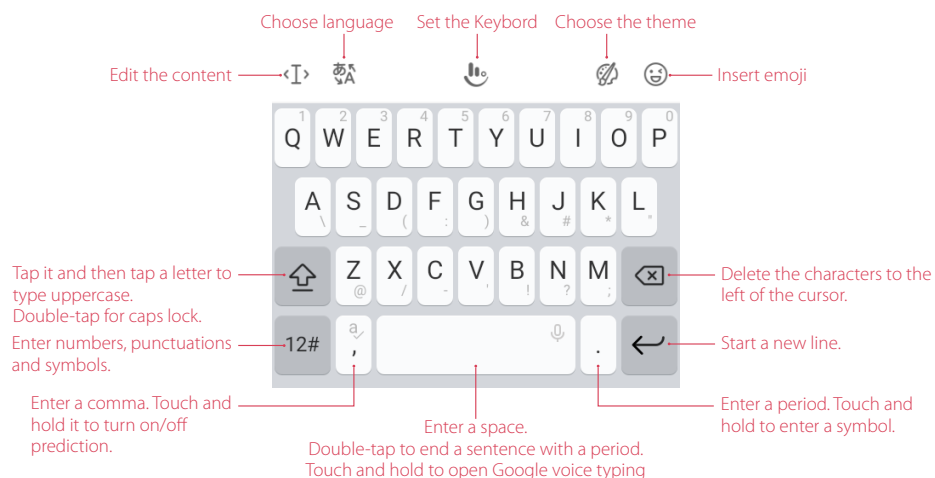 Choose language
Set the Keybord
Choose the theme
Edit the content
あ A
Insert emoji
1 2 3 4 5 6 7 8 9 0
Q W E R T Y U I O P
A S D F G H J K L
\ _ ( : ) & # * "
Tap it and then tap a letter to
type uppercase.
Double-tap for caps lock.
Z X C V B N M
@ / - ' ! ? ;
Delete the characters to the
left of the cursor.
Enter numbers, punctuations
and symbols.
12# a , .
Start a new line.
Enter a comma. Touch and
hold it to turn on/off
prediction.
Enter a space.
Double-tap to end a sentence with a period.
Touch and hold to open Google voice typing
Enter a period. Touch and
hold to enter a symbol.